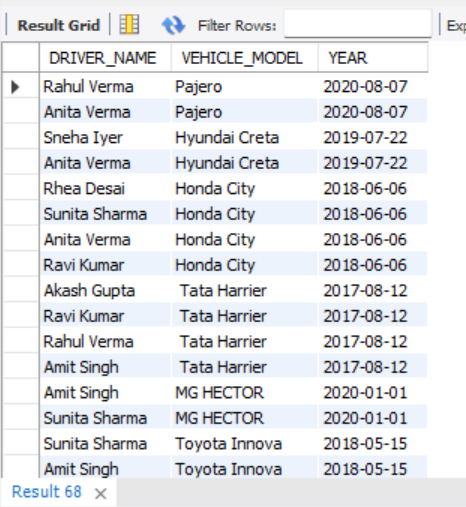 Result Grid Filter Rows: Exp
DRIVER_NAME VEHICLE_MODEL YEAR
Rahul Verma Pajero 2020-08-07
Anita Verma Pajero 2020-08-07
Sneha Iyer Hyundai Creta 2019-07-22
Anita Verma Hyundai Creta 2019-07-22
Rhea Desai Honda City 2018-06-06
Sunita Sharma Honda City 2018-06-06
Anita Verma Honda City 2018-06-06
Ravi Kumar Honda City 2018-06-06
Akash Gupta Tata Harrier 2017-08-12
Ravi Kumar Tata Harrier 2017-08-12
Rahul Verma Tata Harrier 2017-08-12
Amit Singh Tata Harrier 2017-08-12
Amit Singh MG HECTOR 2020-01-01
Sunita Sharma MG HECTOR 2020-01-01
Sunita Sharma Toyota Innova 2018-05-15
Amit Singh Toyota Innova 2018-05-15
Result 68